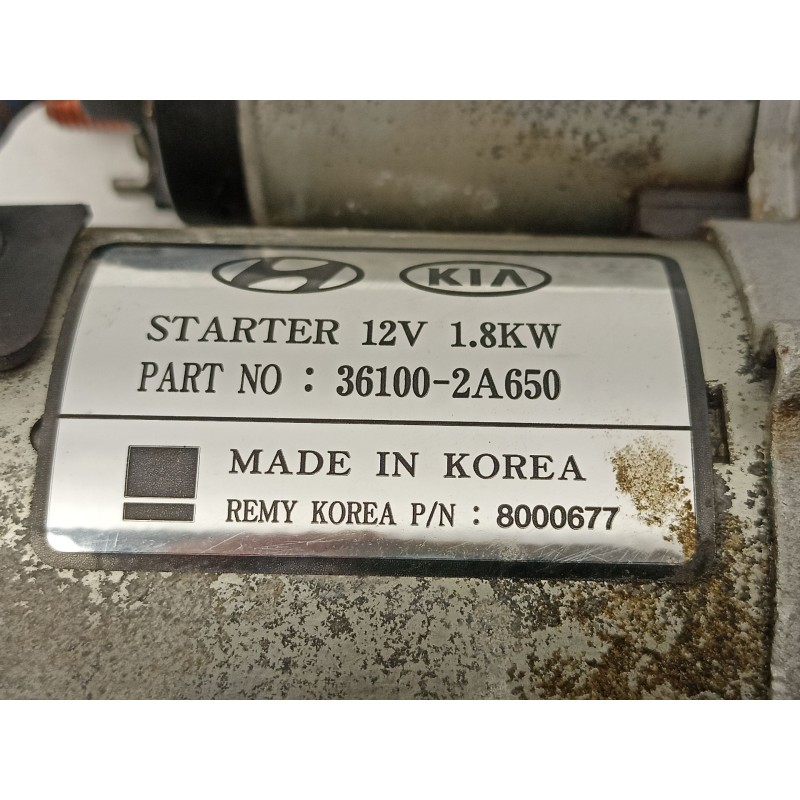 KIA
STARTER 12V 1.8KW
PART NO : 36100-2A650
MADE IN KOREA
REMY KOREA P/N : 8000677